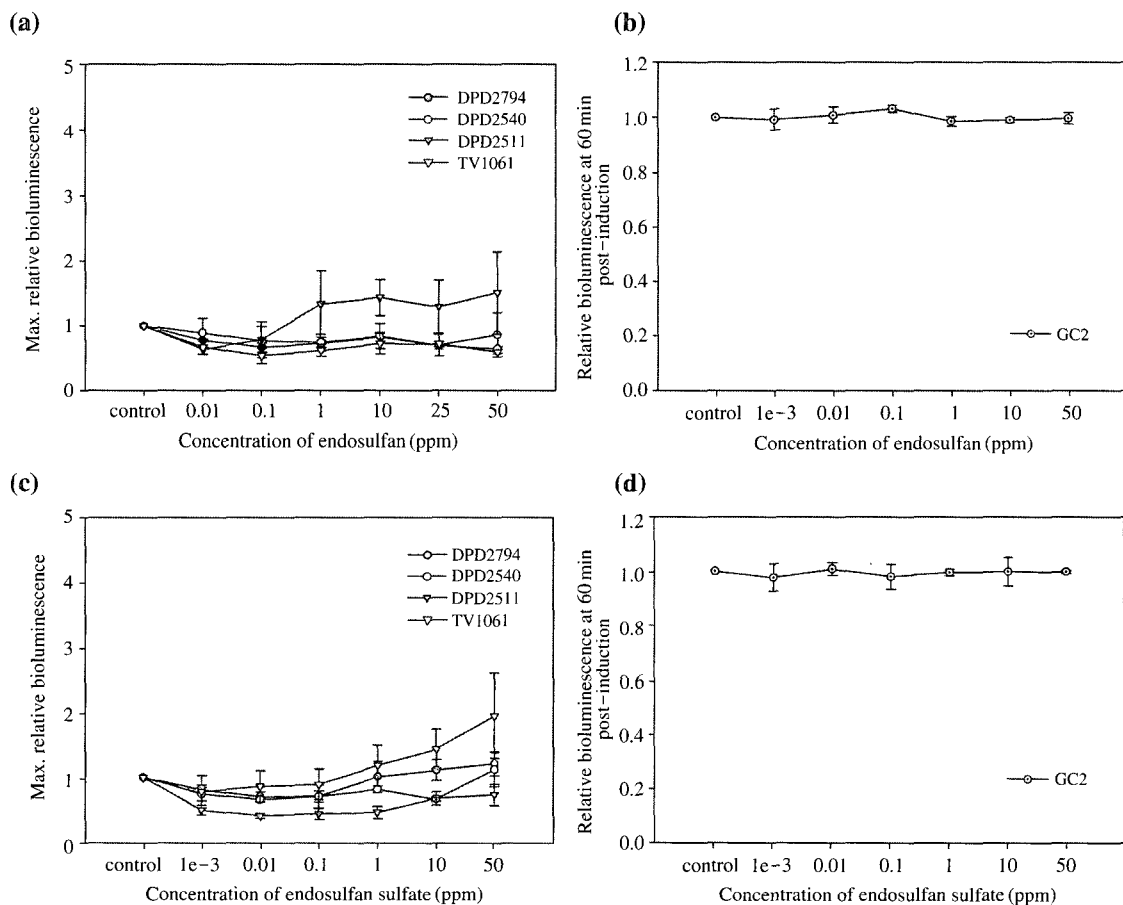 (a)
5
4
3
2
1
0
Max. relative bioluminescence
DPD2794
DPD2540
DPD2511
TV1061
control 0.01 0.1 1 10 25 50
Concentration of endosulfan (ppm)
(b)
1.2
1.0
0.8
0.6
0.4
0.2
0.0
Relative bioluminescence at 60 min
post-induction
GC2
control 1e-3 0.01 0.1 1 10 50
Concentration of endosulfan (ppm)
(c)
5
4
3
2
1
0
Max. relative bioluminescence
DPD2794
DPD2540
DPD2511
TV1061
control 1e-3 0.01 0.1 1 10 50
Concentration of endosulfan sulfate (ppm)
(d)
1.2
1.0
0.8
0.6
0.4
0.2
0.0
Relative bioluminescence at 60 min
post-induction
GC2
control 1e-3 0.01 0.1 1 10 50
Concentration of endosulfan sulfate (ppm)